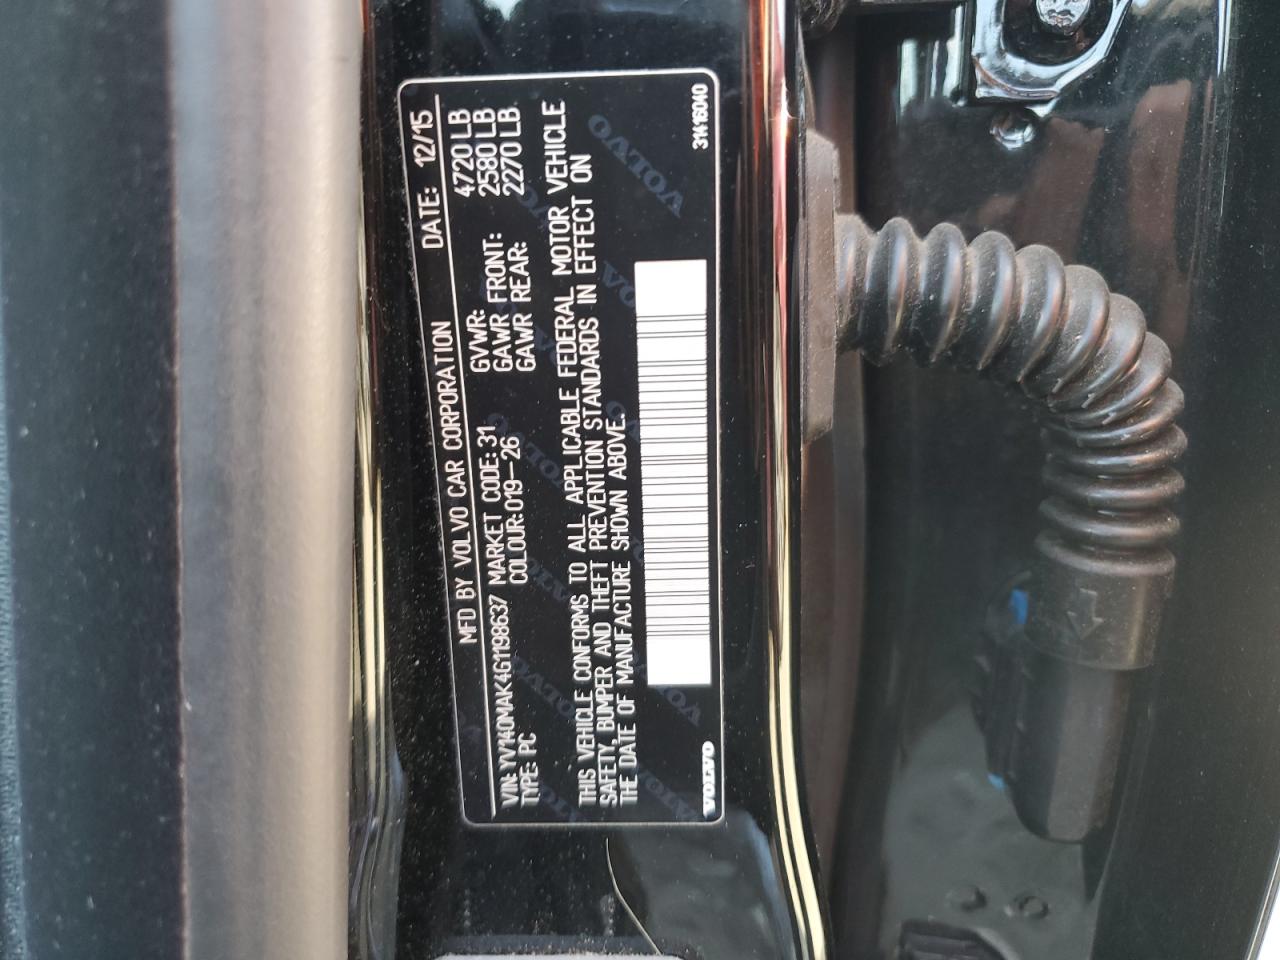 MFD BY VOLVO CAR CORPORATION DATE: 12/15
GVWR: 4720 LB
VIN: YV140MAK4G1198637 MARKET CODE: 31 GAWR FRONT: 2580 LB
TYPE: PC COLOUR: 019-26 GAWR REAR: 2270 LB
THIS VEHICLE CONFORMS TO ALL APPLICABLE FEDERAL MOTOR VEHICLE
SAFETY, BUMPER AND THEFT PREVENTION STANDARDS IN EFFECT ON
THE DATE OF MANUFACTURE SHOWN ABOVE.
VOLVO 31416040